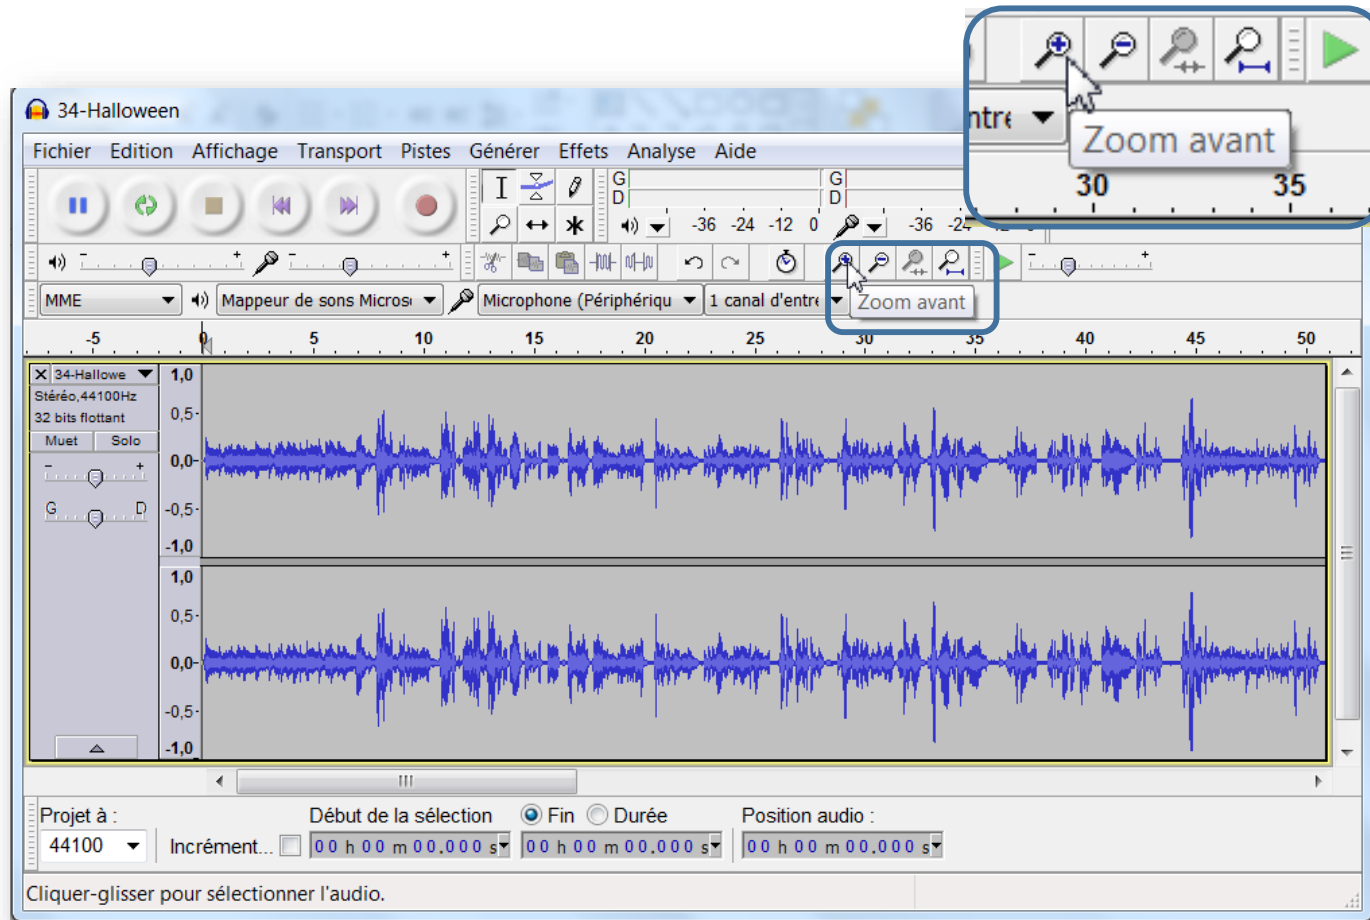 34-Halloween
Fichier Edition Affichage Transport Pistes Générer Effets Analyse Aide
Zoom avant
30 35
G
D
G
D
-36 -24 -12 0
-36 -24 -12 0
MME
Mappeur de sons Micros
Microphone (Périphériqu
1 canal d'entre
Zoom avant
ntre
-5 0 5 10 15 20 25 30 35 40 45 50
34-Hallowe
Stéréo,44100Hz
32 bits flottant
Muet Solo
- +
G D
1,0
0,5-
0,0-
-0,5-
-1,0
1,0
0,5-
0,0-
-0,5-
-1,0
Projet à :
44100
Incrément...
Début de la sélection
Fin Durée
Position audio :
00 h 00 m 00.000 s
00 h 00 m 00.000 s
00 h 00 m 00.000 s
Cliquer-glisser pour sélectionner l'audio.